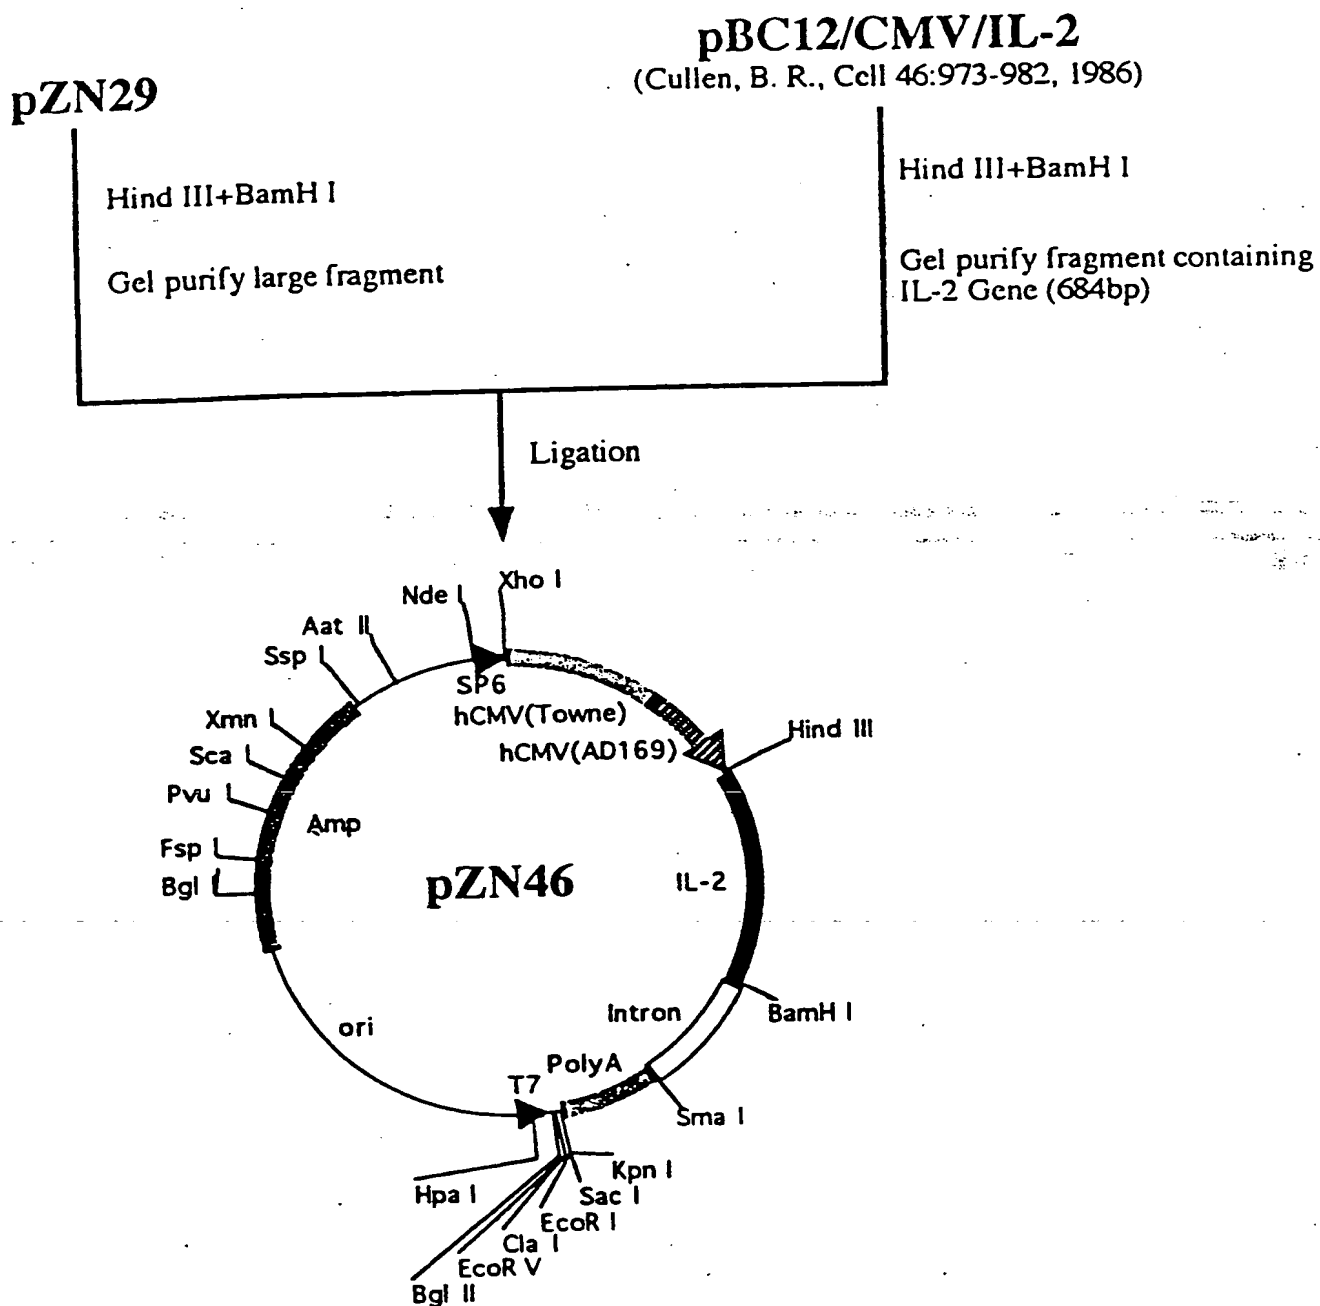 pBC12/CMV/IL-2
(Cullen, B. R., Cell 46:973-982, 1986)
pZN29
Hind III+BamH I
Gel purify large fragment
Hind III+BamH I
Gel purify fragment containing
IL-2 Gene (684bp)
Ligation
Xho I
Nde I
Aat II
Ssp I
SP6
hCMV(Towne)
Xmn I
Hind III
hCMV(AD169)
Sca I
Pvu I
Amp
Fsp I
Bgl I
pZN46
IL-2
Intron
BamH I
ori
PolyA
T7
Sma I
Kpn I
Hpa I
Sac I
EcoR I
Cla I
EcoR V
Bgl II